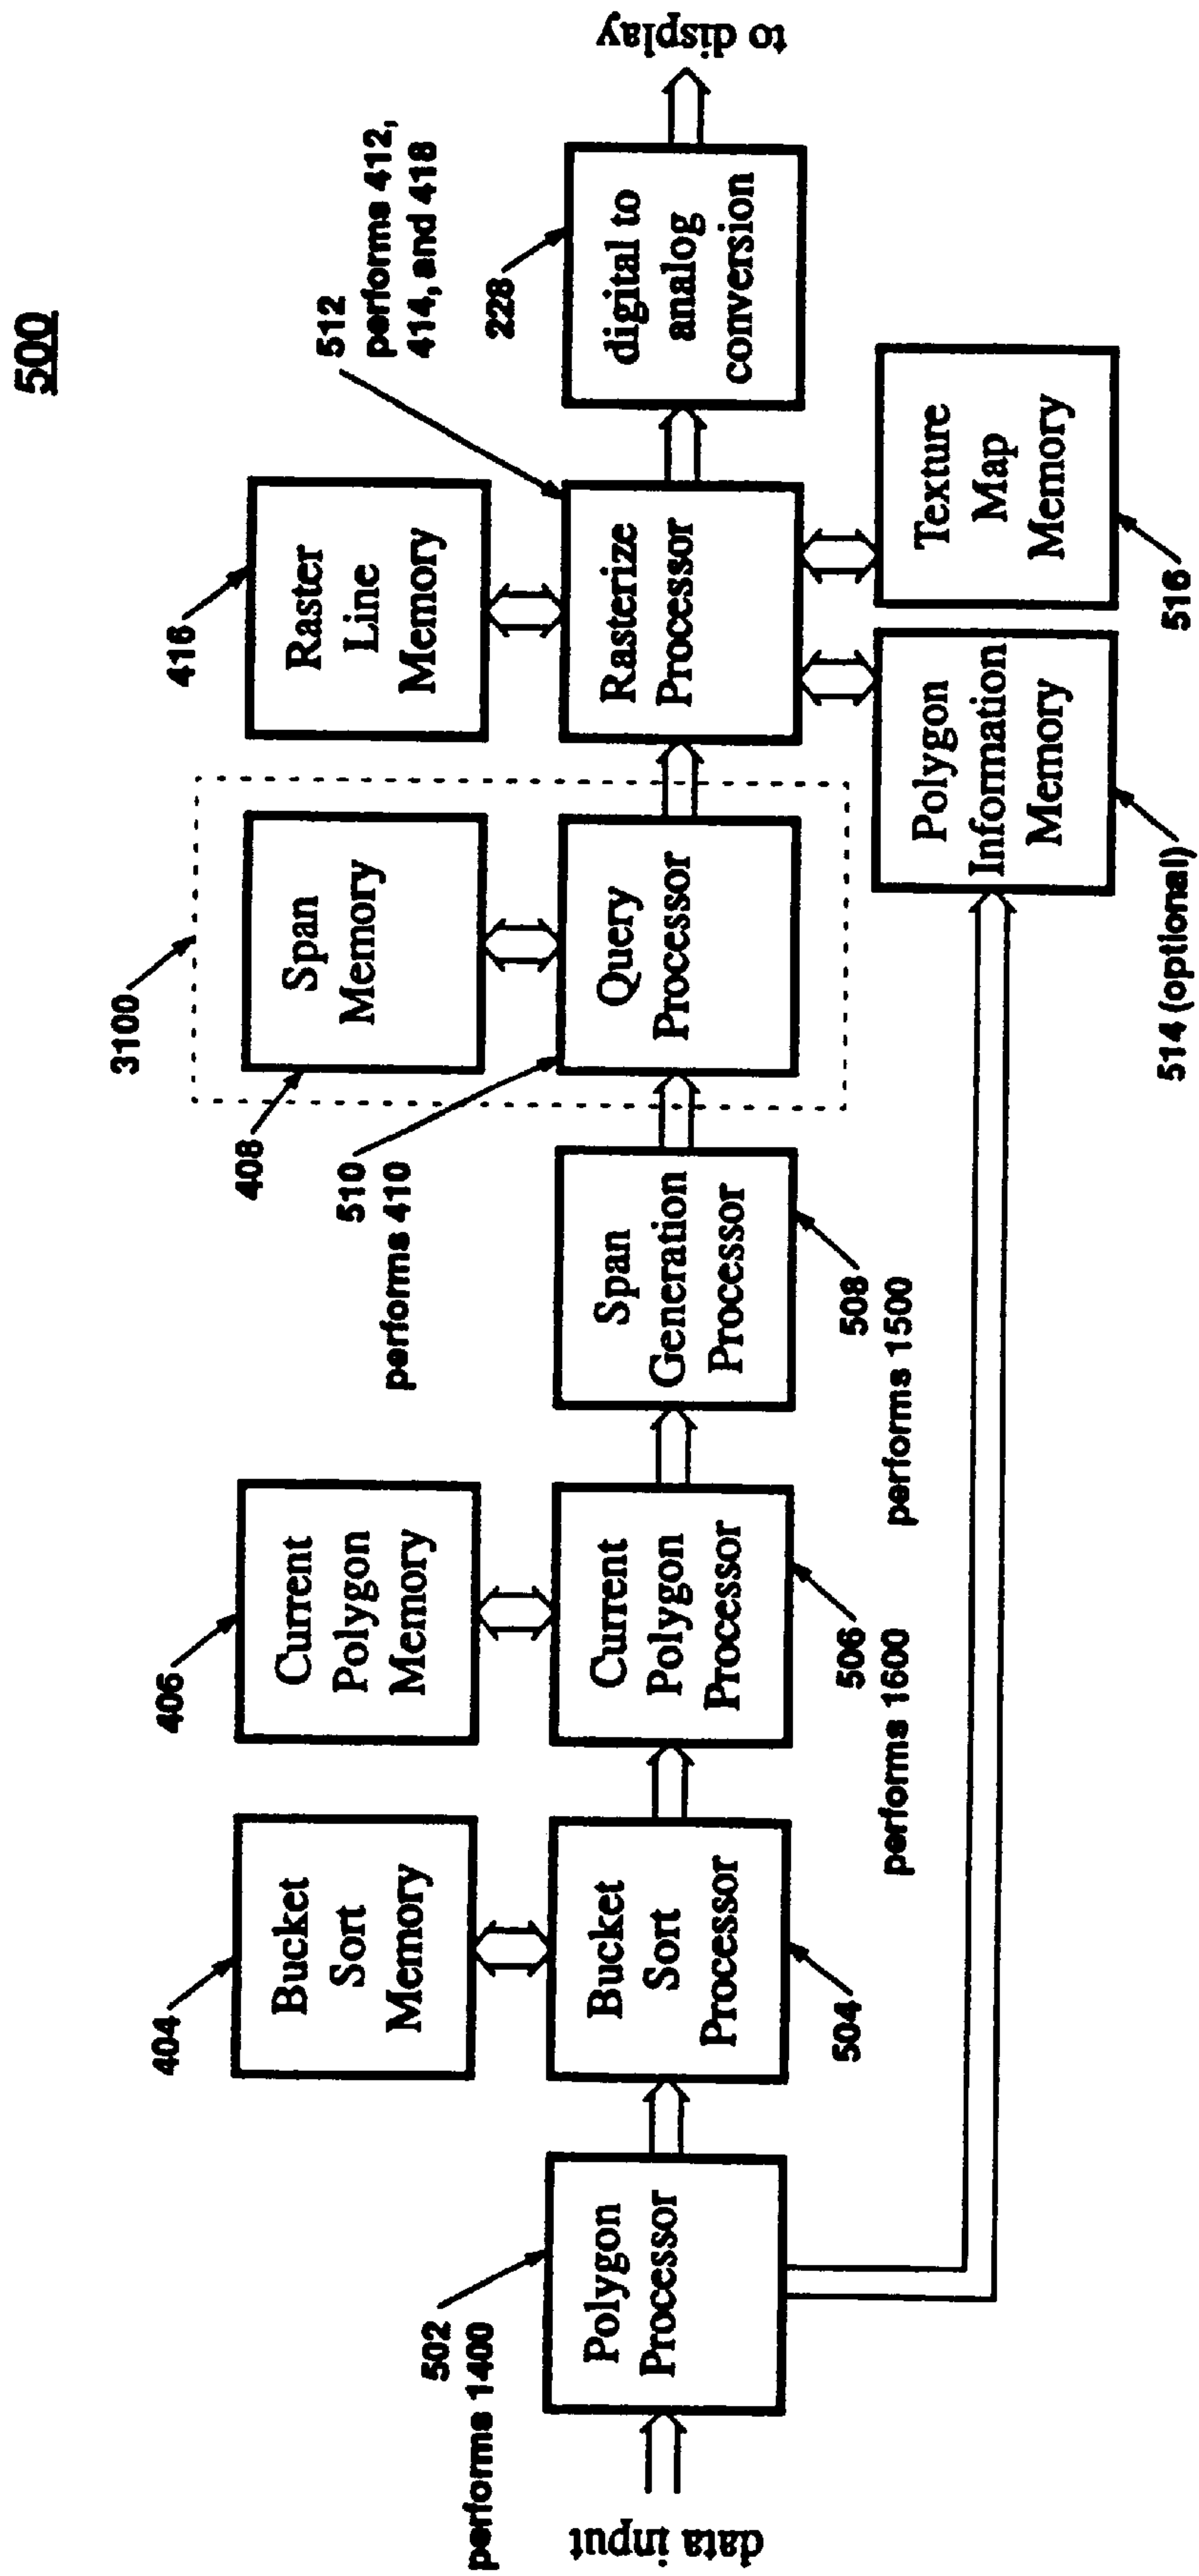 500
data input
502
performs 1400
Polygon
Processor
404
Bucket
Sort
Memory
Bucket
Sort
Processor
504
406
Current
Polygon
Memory
Current
Polygon
Processor
506
performs 1600
Span
Generation
Processor
508
performs 1500
3100
408
Span
Memory
510
performs 410
Query
Processor
416
Raster
Line
Memory
512
performs 412,
414, and 418
Rasterize
Processor
Polygon
Information
Memory
514 (optional)
Texture
Map
Memory
516
228
digital to
analog
conversion
to display